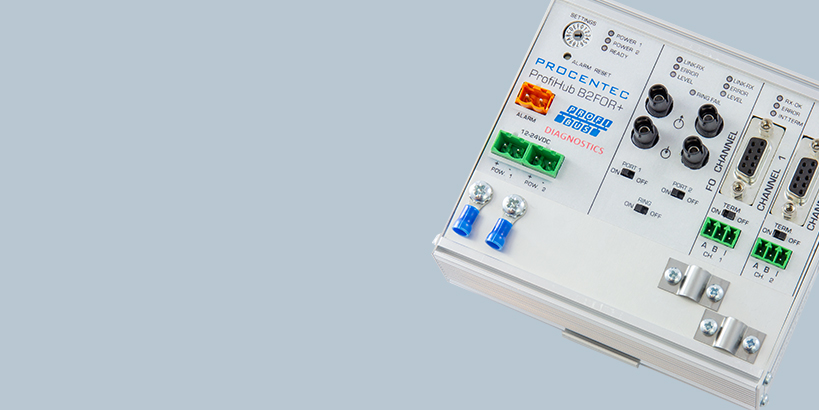 SETTINGS
POWER 1
POWER 2
READY
ALARM RESET
PROCENTEC
ProfiHub B2FOR+
ALARM
PROFI
BUS
DIAGNOSTICS
12-24VDC
+ - + -
POW. 1 POW. 2
LINK RX
ERROR
LEVEL
LINK RX
ERROR
LEVEL
RING FAIL
PORT 1
ON OFF
PORT 2
ON OFF
RING
ON OFF
FO CHANNEL
RX OK
ERROR
INT.TERM
CHANNEL 1
TERM
ON OFF
A B I
CH 1
CHAN
TERM
ON OFF
A B I
CH 2